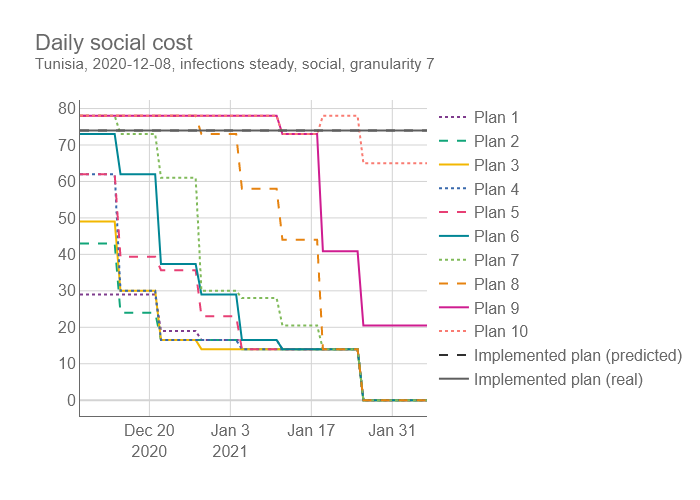 Daily social cost
Tunisia, 2020-12-08, infections steady, social, granularity 7
80
70
60
50
40
30
20
10
0
Dec 20
2020
Jan 3
2021
Jan 17
Jan 31
Plan 1
Plan 2
Plan 3
Plan 4
Plan 5
Plan 6
Plan 7
Plan 8
Plan 9
Plan 10
Implemented plan (predicted)
Implemented plan (real)